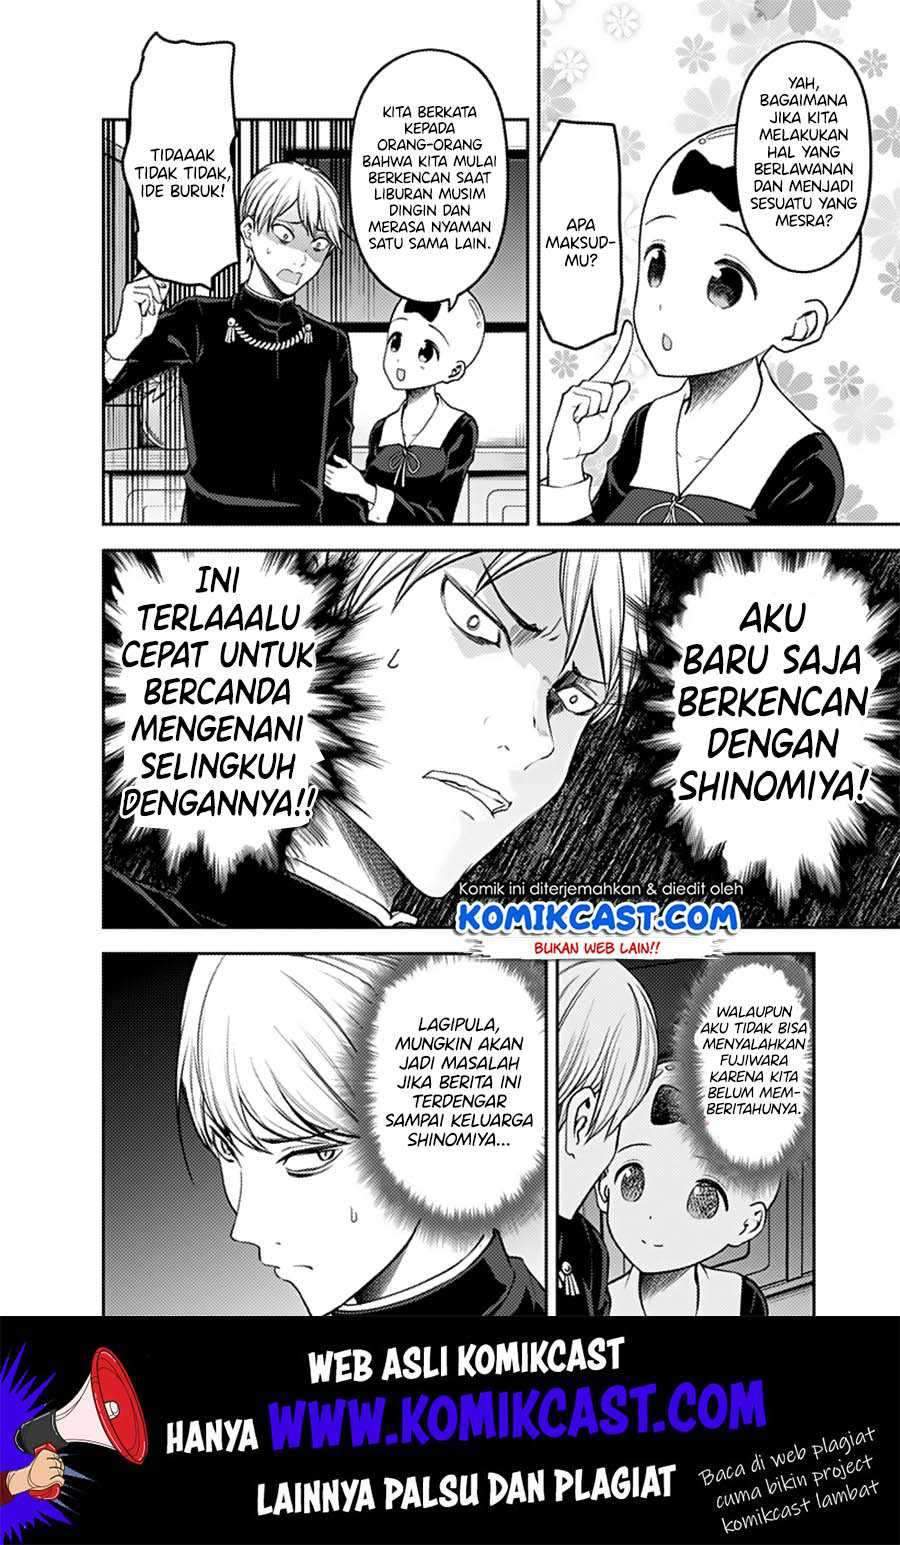 YAH,
BAGAIMANA
JIKA KITA
MELAKUKAN
HAL YANG
BERLAWANAN
DAN MENJADI
SESUATU YANG
MESRA?
APA
MAKSUD-
MU?
KITA BERKATA
KEPADA
ORANG-ORANG
BAHWA KITA MULAI
BERKENCAN SAAT
LIBURAN MUSIM
DINGIN DAN
MERASA NYAMAN
SATU SAMA LAIN.
TIDAAAK
TIDAK TIDAK,
IDE BURUK!
AKU
BARU SAJA
BERKENCAN
DENGAN
SHINOMIYA!
INI
TERLAAALU
CEPAT UNTUK
BERCANDA
MENGENANI
SELINGKUH
DENGANNYA!!
Komik ini diterjemahkan & diedit oleh
KOMIKCAST.COM
BUKAN WEB LAIN!!
WALAUPUN
AKU TIDAK BISA
MENYALAHKAN
FUJIWARA
KARENA KITA
BELUM MEM-
BERITAHUNYA.
LAGIPULA,
MUNGKIN AKAN
JADI MASALAH
JIKA BERITA INI
TERDENGAR
SAMPAI KELUARGA
SHINOMIYA...
WEB ASLI KOMIKCAST
HANYA WWW.KOMIKCAST.COM
LAINNYA PALSU DAN PLAGIAT
Baca di web plagiat
cuma bikin project
komikcast lambat